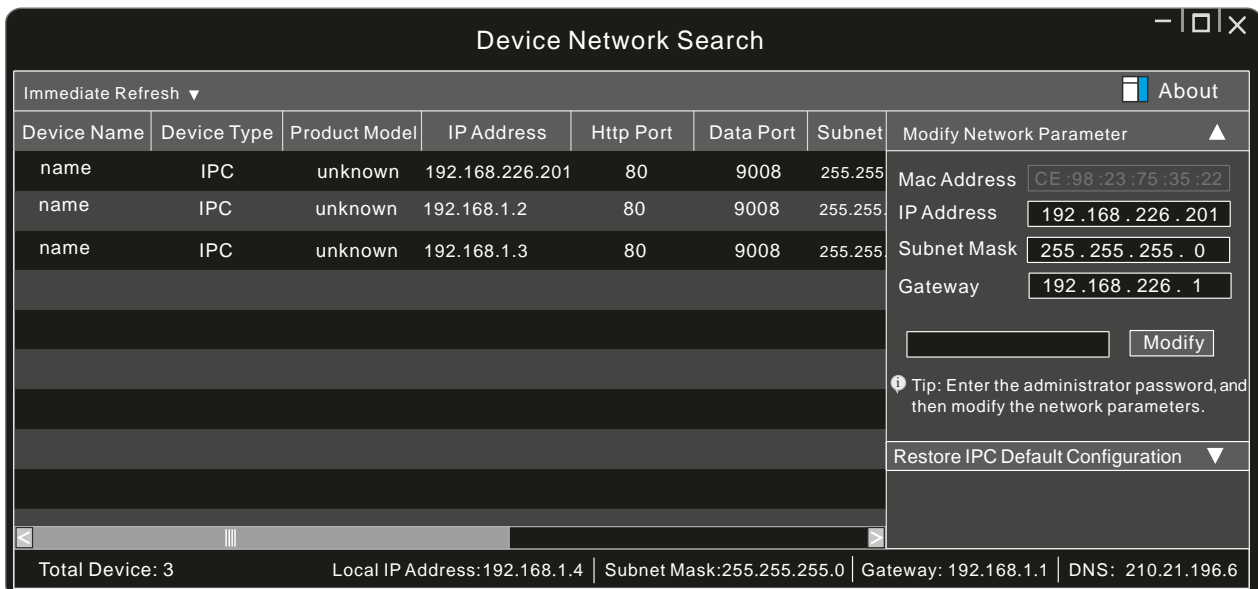 Device Network Search
Immediate Refresh ▼ About
Device Name Device Type Product Model IP Address Http Port Data Port Subnet
name IPC unknown 192.168.226.201 80 9008 255.255
name IPC unknown 192.168.1.2 80 9008 255.255.
name IPC unknown 192.168.1.3 80 9008 255.255.
Modify Network Parameter
Mac Address CE:98:23:75:35:22
IP Address 192.168.226.201
Subnet Mask 255.255.255.0
Gateway 192.168.226.1
Modify
Tip: Enter the administrator password, and
then modify the network parameters.
Restore IPC Default Configuration
Total Device: 3 Local IP Address:192.168.1.4 Subnet Mask:255.255.255.0 Gateway: 192.168.1.1 DNS: 210.21.196.6